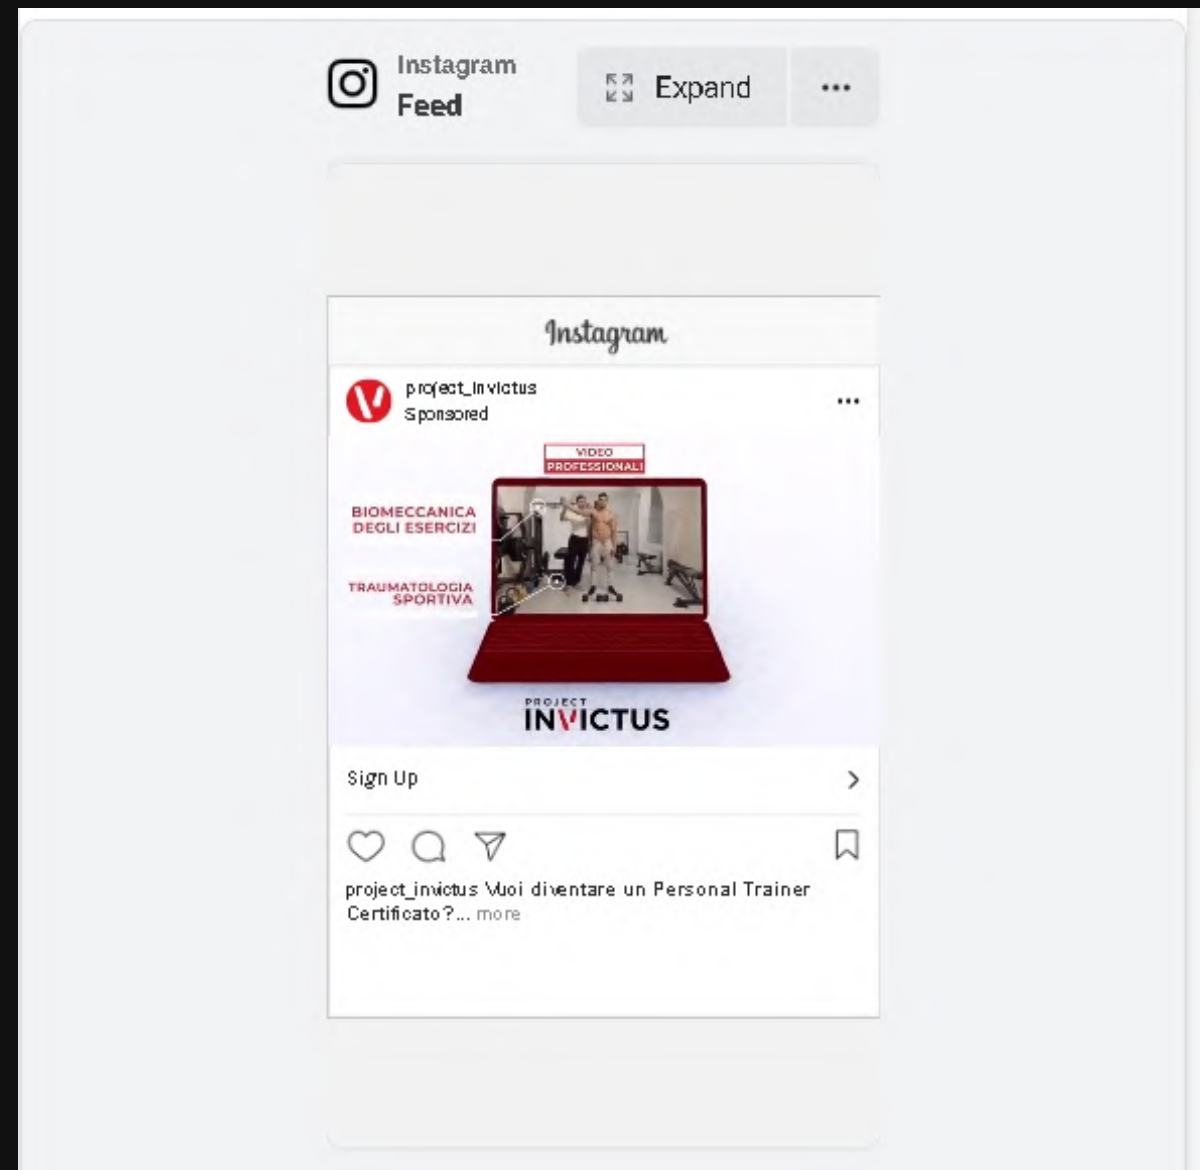 Instagram
Feed
Expand
Instagram
project_invictus
Sponsored
VIDEO
PROFESSIONALI
BIOMECCANICA
DEGLI ESERCIZI
TRAUMATOLOGIA
SPORTIVA
PROJECT
INVICTUS
Sign Up
project_invictus Vuoi diventare un Personal Trainer
Certificato?... more